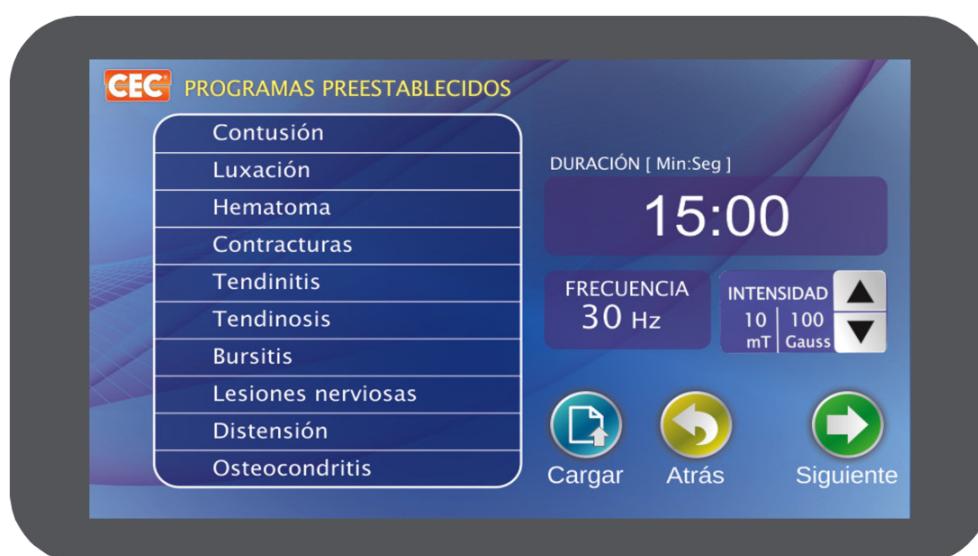 CEC PROGRAMAS PREESTABLECIDOS
Contusión
Luxación
Hematoma
Contracturas
Tendinitis
Tendinosis
Bursitis
Lesiones nerviosas
Distensión
Osteocondritis
DURACIÓN [ Min:Seg ]
15:00
FRECUENCIA
30 Hz
INTENSIDAD
10 100
mT Gauss
Cargar
Atrás
Siguiente